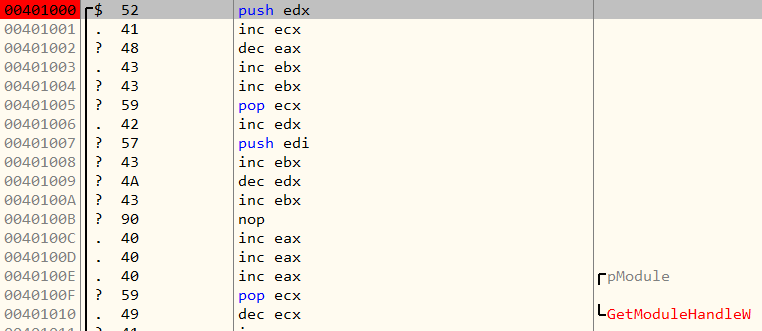 00401000 $ 52 push edx
00401001 . 41 inc ecx
00401002 ? 48 dec eax
00401003 . 43 inc ebx
00401004 ? 43 inc ebx
00401005 ? 59 pop ecx
00401006 . 42 inc edx
00401007 ? 57 push edi
00401008 ? 43 inc ebx
00401009 ? 4A dec edx
0040100A ? 43 inc ebx
0040100B ? 90 nop
0040100C . 40 inc eax
0040100D . 40 inc eax
0040100E . 40 inc eax pModule
0040100F ? 59 pop ecx
00401010 . 49 dec ecx GetModuleHandleW